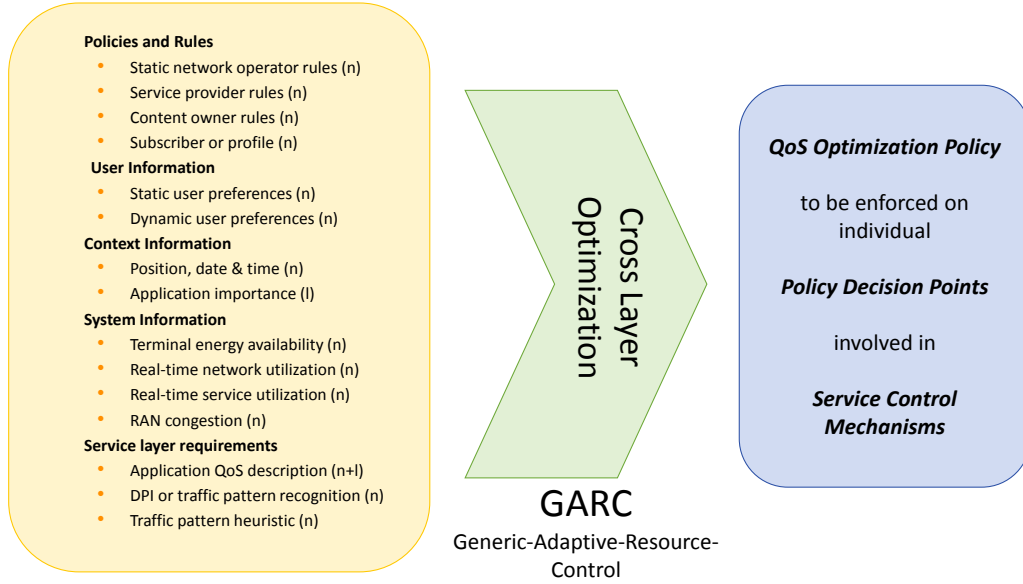 Policies and Rules
• Static network operator rules (n)
• Service provider rules (n)
• Content owner rules (n)
• Subscriber or profile (n)
User Information
• Static user preferences (n)
• Dynamic user preferences (n)
Context Information
• Position, date & time (n)
• Application importance (l)
System Information
• Terminal energy availability (n)
• Real-time network utilization (n)
• Real-time service utilization (n)
• RAN congestion (n)
Service layer requirements
• Application QoS description (n+l)
• DPI or traffic pattern recognition (n)
• Traffic pattern heuristic (n)
Cross Layer
Optimization
GARC
Generic-Adaptive-Resource-
Control
QoS Optimization Policy
to be enforced on
individual
Policy Decision Points
involved in
Service Control
Mechanisms